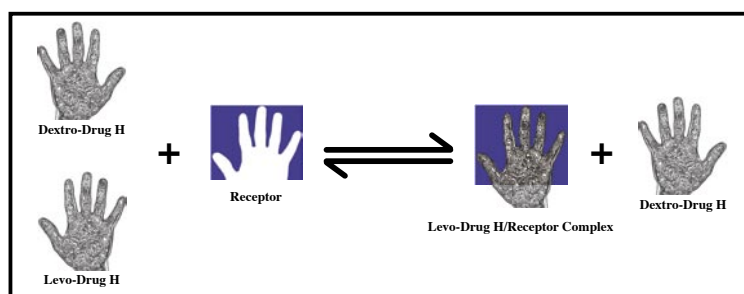 Dextro-Drug H
+
Receptor
+
Levo-Drug H
Levo-Drug H/Receptor Complex
Dextro-Drug H